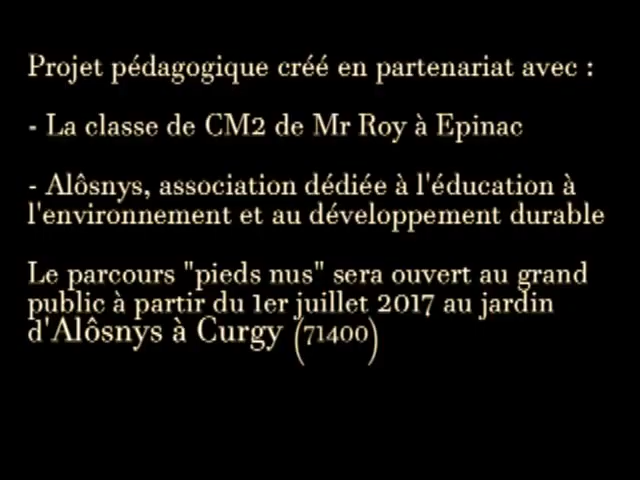 Projet pédagogique créé en partenariat avec :
- La classe de CM2 de Mr Roy à Epinac
- Alôsnys, association dédiée à l'éducation à
l'environnement et au développement durable
Le parcours "pieds nus" sera ouvert au grand
public à partir du 1er juillet 2017 au jardin
d'Alôsnys à Curgy (71400)